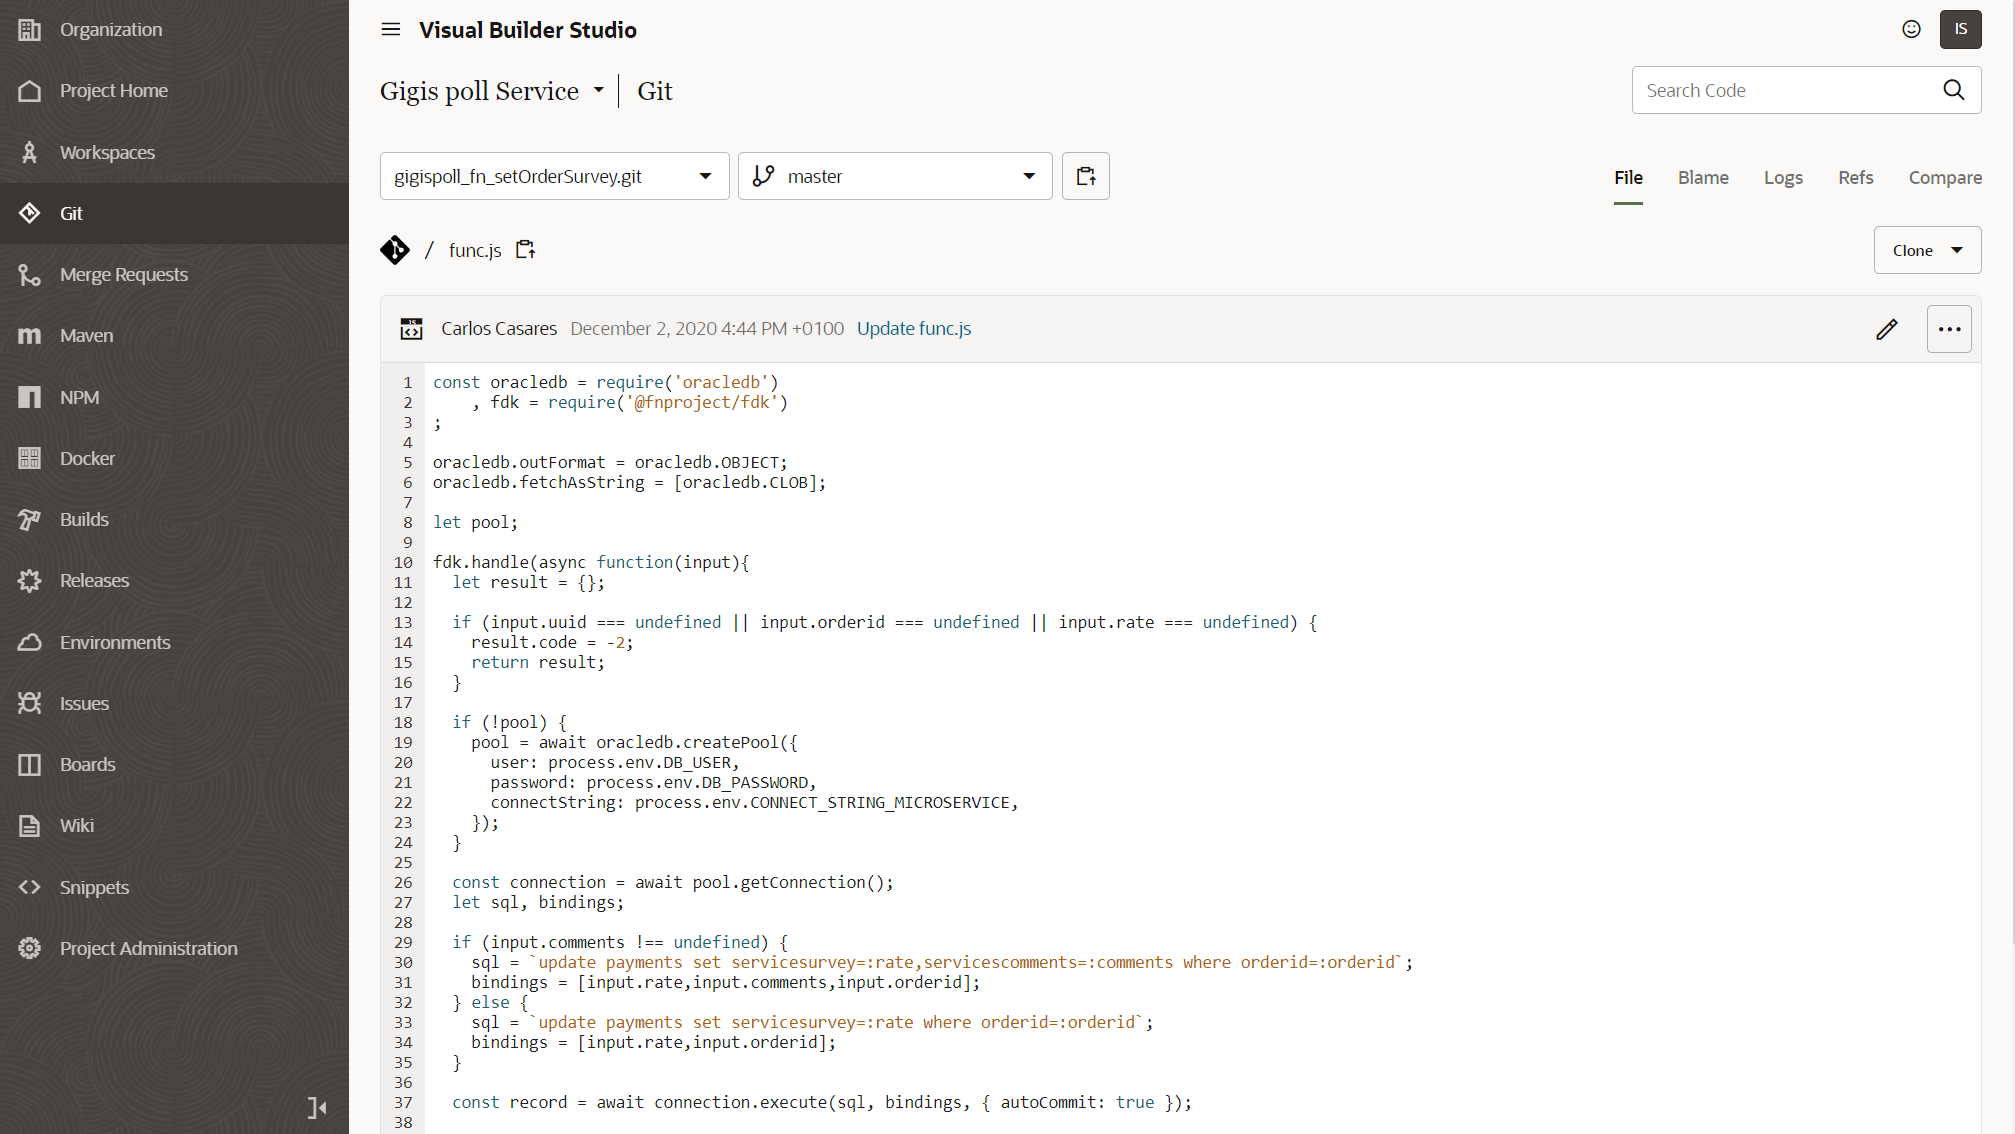 Organization
Project Home
Workspaces
Git
Merge Requests
Maven
NPM
Docker
Builds
Releases
Environments
Issues
Boards
Wiki
Snippets
Project Administration
Visual Builder Studio
IS
Gigis poll Service
Git
Search Code
gigispoll_fn_setOrderSurvey.git
master
File Blame Logs Refs Compare
/ func.js
Clone
JS
Carlos Casares December 2, 2020 4:44 PM +0100 Update func.js
1 const oracledb = require('oracledb')
2     , fdk = require('@fnproject/fdk')
3 ;
4
5 oracledb.outFormat = oracledb.OBJECT;
6 oracledb.fetchAsString = [oracledb.CLOB];
7
8 let pool;
9
10 fdk.handle(async function(input){
11   let result = {};
12
13   if (input.uuid === undefined || input.orderid === undefined || input.rate === undefined) {
14     result.code = -2;
15     return result;
16   }
17
18   if (!pool) {
19     pool = await oracledb.createPool({
20       user: process.env.DB_USER,
21       password: process.env.DB_PASSWORD,
22       connectString: process.env.CONNECT_STRING_MICROSERVICE,
23     });
24   }
25
26   const connection = await pool.getConnection();
27   let sql, bindings;
28
29   if (input.comments !== undefined) {
30     sql = `update payments set servicesurvey=:rate,servicescomments=:comments where orderid=:orderid`;
31     bindings = [input.rate,input.comments,input.orderid];
32   } else {
33     sql = `update payments set servicesurvey=:rate where orderid=:orderid`;
34     bindings = [input.rate,input.orderid];
35   }
36
37   const record = await connection.execute(sql, bindings, { autoCommit: true });
38